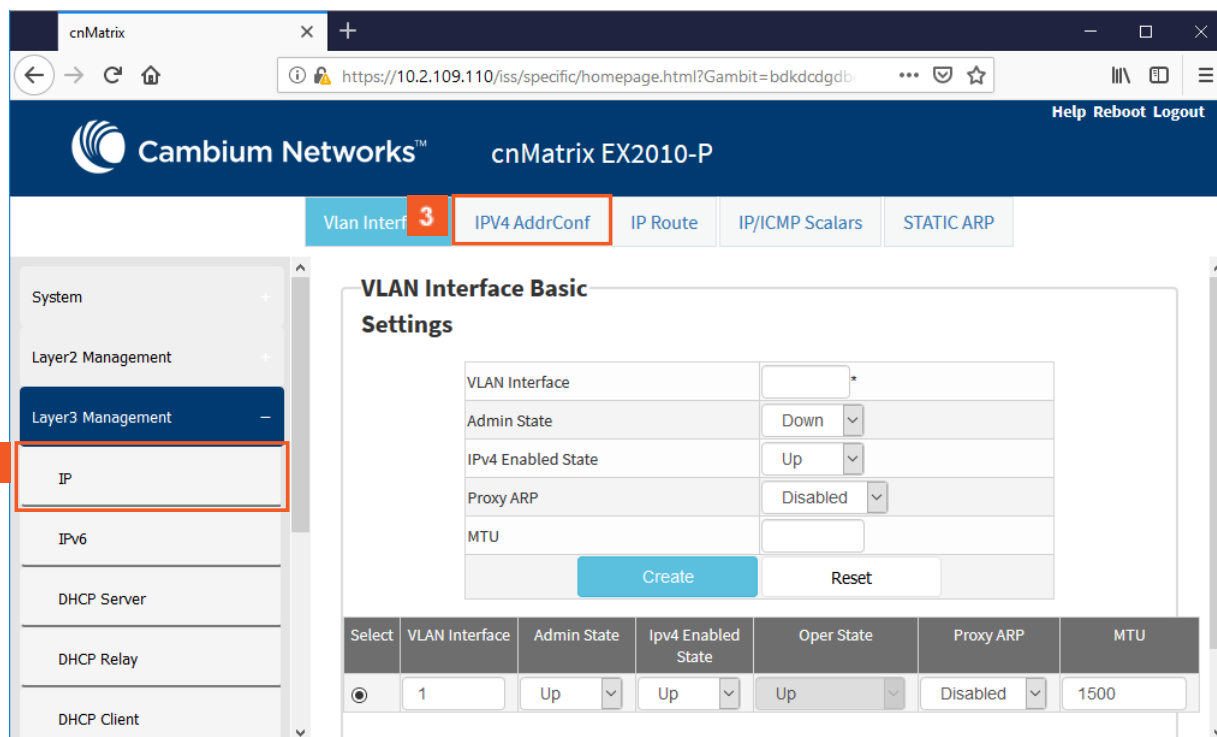 cnMatrix
https://10.2.109.110/iss/specific/homepage.html?Gambit=bdkdcdgdb
Help Reboot Logout
Cambium Networks™ cnMatrix EX2010-P
Vlan Interf 3 IPV4 AddrConf IP Route IP/ICMP Scalars STATIC ARP
System +
Layer2 Management +
Layer3 Management −
IP
IPv6
DHCP Server
DHCP Relay
DHCP Client
VLAN Interface Basic
Settings
VLAN Interface *
Admin State Down
IPv4 Enabled State Up
Proxy ARP Disabled
MTU
Create Reset
Select VLAN Interface Admin State Ipv4 Enabled State Oper State Proxy ARP MTU
1 Up Up Up Disabled 1500